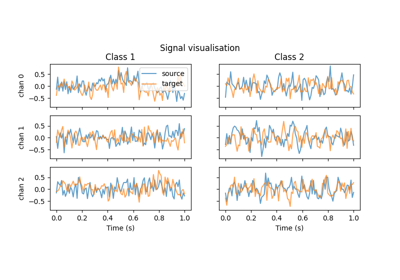 Signal visualisation
Class 1
Class 2
chan 0
0.5
0.0
−0.5
source
target
chan 1
0.5
0.0
−0.5
chan 2
0.5
0.0
−0.5
0.0 0.2 0.4 0.6 0.8 1.0
0.0 0.2 0.4 0.6 0.8 1.0
Time (s)
Time (s)